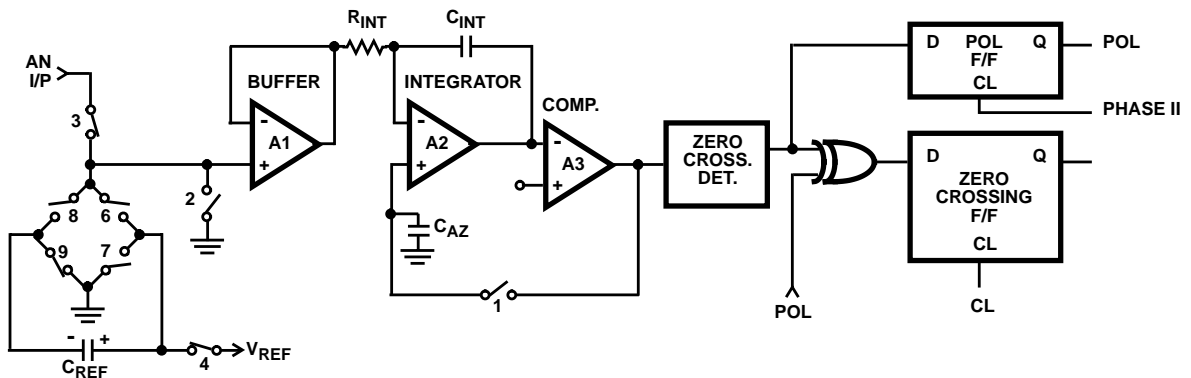 AN
I/P
3
BUFFER
-
+
A1
R_INT
C_INT
INTEGRATOR
-
+
A2
COMP.
-
+
A3
ZERO
CROSS.
DET.
D
POL
F/F
Q
CL
POL
PHASE II
D
Q
ZERO
CROSSING
F/F
CL
CL
POL
2
8
6
9
7
C_AZ
1
-
+
C_REF
4
V_REF